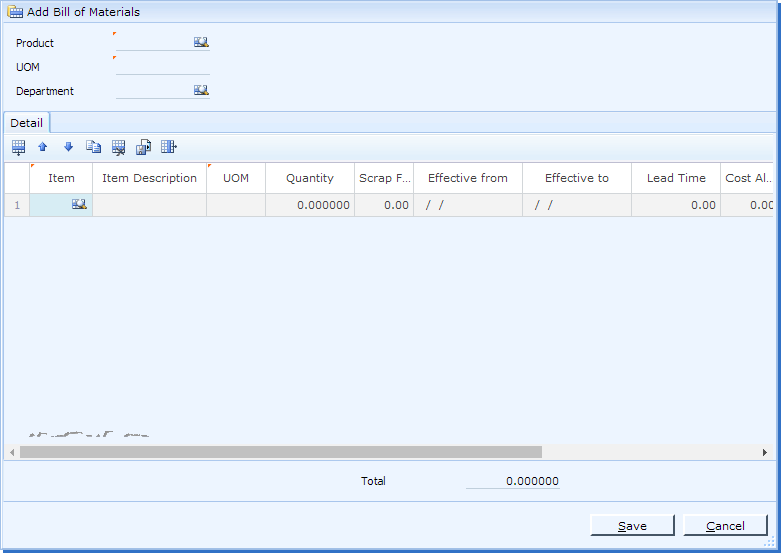 Add Bill of Materials
Product
UOM
Department
Detail
Item Item Description UOM Quantity Scrap F... Effective from Effective to Lead Time Cost Al...
1 0.000000 0.00 / / / / 0.00 0.00
Total 0.000000
Save Cancel